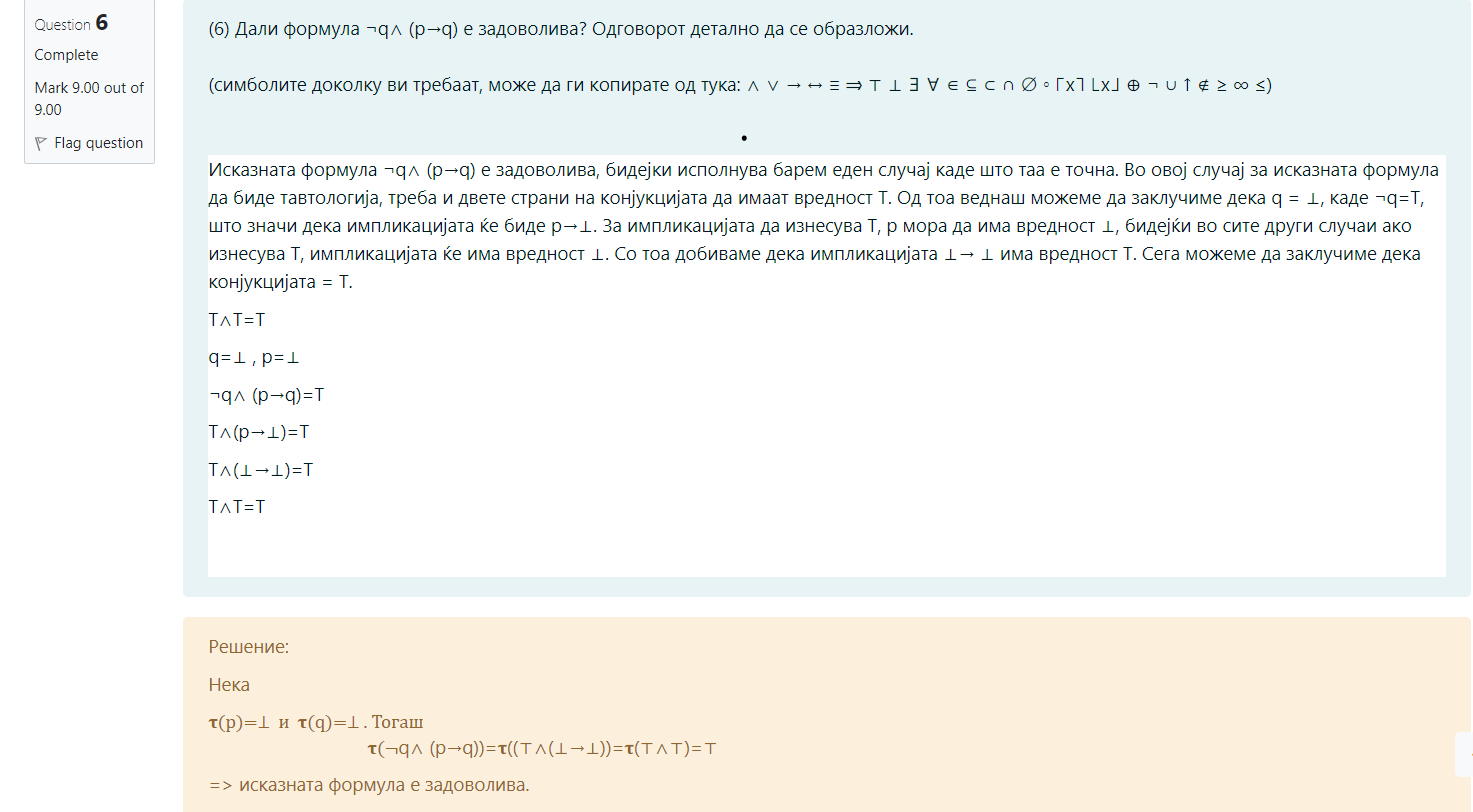 Question 6
Complete
Mark 9.00 out of
9.00
Flag question
(6) Дали формула ¬q∧ (p→q) е задоволива? Одговорот детално да се образложи.
(симболите доколку ви требаат, може да ги копирате од тука: ∧ ∨ → ↔ ≡ ⇒ ⊤ ⊥ ∃ ∀ ∈ ⊆ ⊂ ∩ ∅ ∘ ⌈x⌉ ⌊x⌋ ⊕ ¬ ∪ ↑ ∉ ≥ ∞ ≤)
•
Исказната формула ¬q∧ (p→q) е задоволива, бидејки исполнува барем еден случај каде што таа е точна. Во овој случај за исказната формула
да биде тавтологија, треба и двете страни на конјукцијата да имаат вредност Т. Од тоа веднаш можеме да заклучиме дека q = ⊥, каде ¬q=T,
што значи дека импликацијата ќе биде p→⊥. За импликацијата да изнесува Т, p мора да има вредност ⊥, бидејќи во сите други случаи ако
изнесува Т, импликацијата ќе има вредност ⊥. Со тоа добиваме дека импликацијата ⊥→ ⊥ има вредност Т. Сега можеме да заклучиме дека
конјукцијата = Т.
T∧T=T
q=⊥ , p=⊥
¬q∧ (p→q)=T
T∧(p→⊥)=T
T∧(⊥→⊥)=T
T∧T=T
Решение:
Нека
τ(p)=⊥ и τ(q)=⊥ . Тогаш
τ(¬q∧ (p→q))=τ((⊤∧(⊥→⊥))=τ(⊤∧⊤)=⊤
=> исказната формула е задоволива.